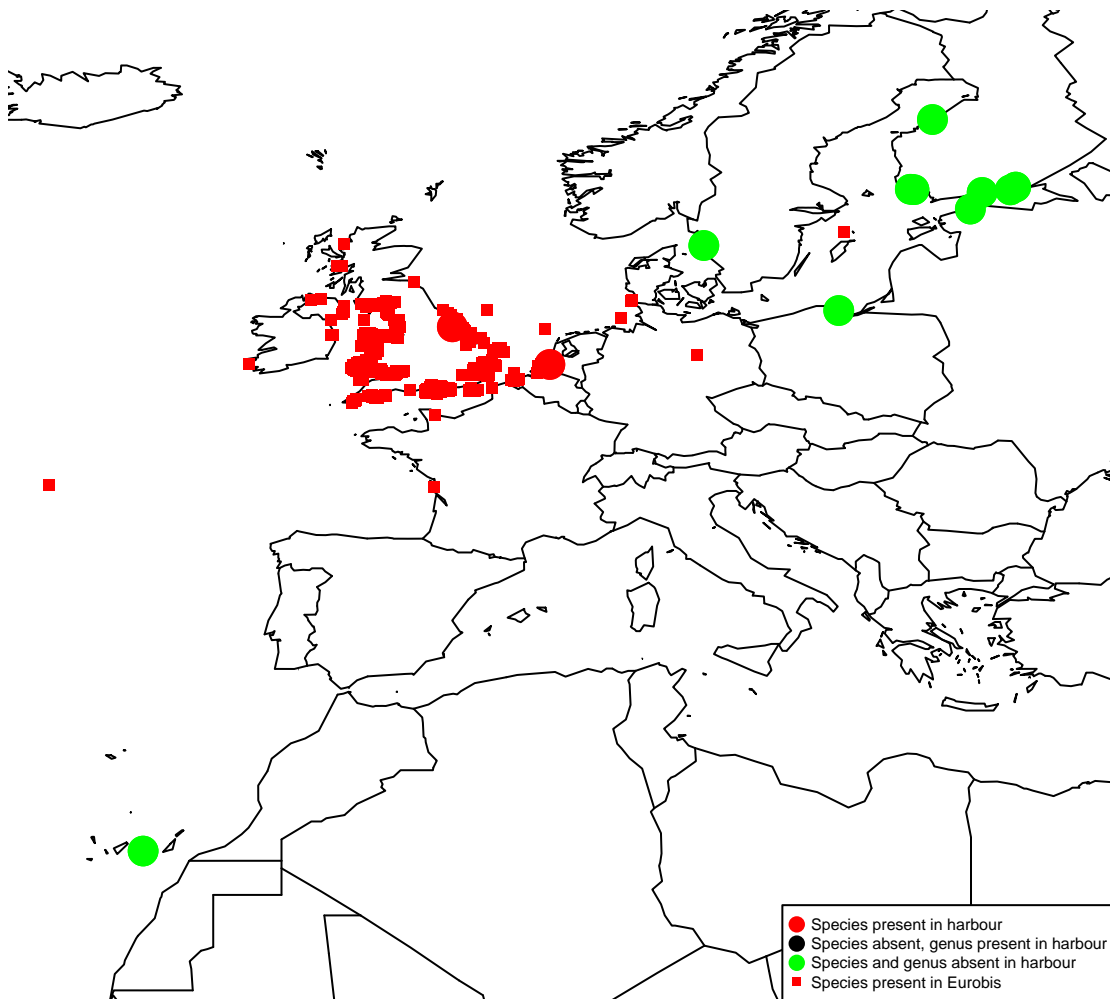 Species present in harbour
Species absent, genus present in harbour
Species and genus absent in harbour
Species present in Eurobis